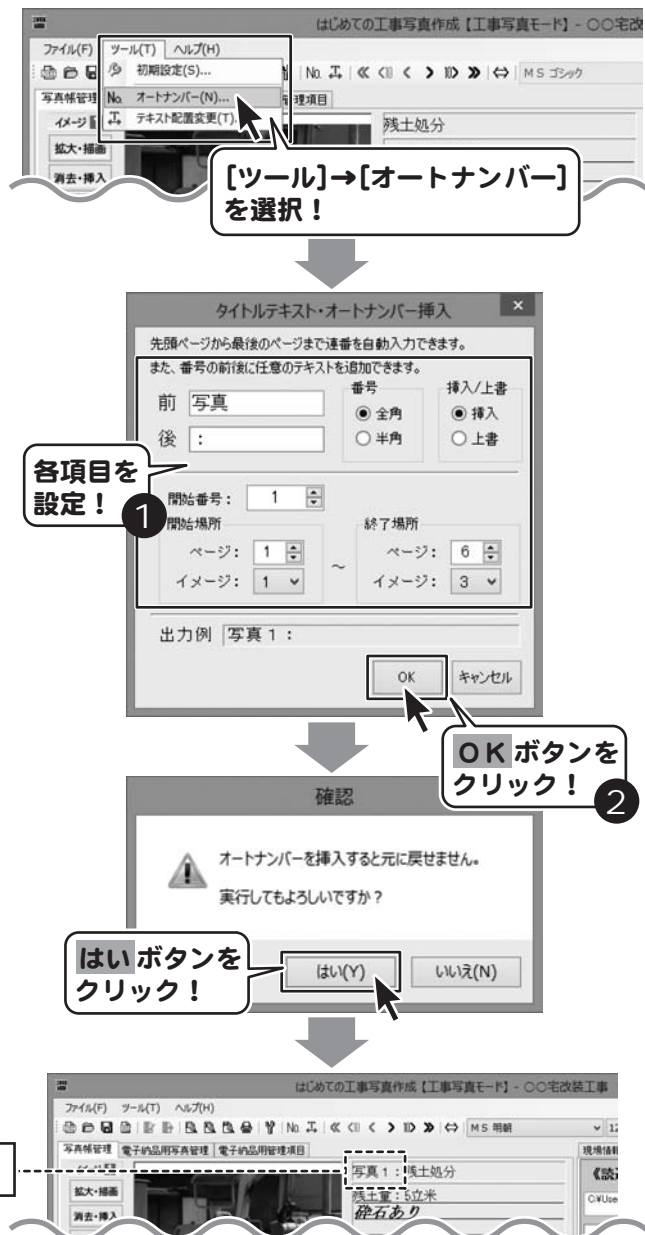 はじめての工事写真作成【工事写真モード】 - ○○宅改
ファイル(F) ツール(T) ヘルプ(H)
初期設定(S)...
No. オートナンバー(N)...
テキスト配置変更(T)...
No. MS ゴシック
写真帳管理
管理項目
イメージ
拡大・描画
消去・挿入
残土処分
[ツール]→[オートナンバー]
を選択!
タイトルテキスト・オートナンバー挿入
先頭ページから最後のページまで連番を自動入力できます。
また、番号の前後に任意のテキストを追加できます。
前 写真
後 :
番号
全角
半角
挿入/上書
挿入
上書
各項目を
設定!
1
開始番号: 1
開始場所
ページ: 1
イメージ: 1
~
終了場所
ページ: 6
イメージ: 3
出力例 写真1:
OK キャンセル
OKボタンを
クリック!
2
確認
オートナンバーを挿入すると元に戻せません。
実行してもよろしいですか?
はい(Y) いいえ(N)
はいボタンを
クリック!
はじめての工事写真作成【工事写真モード】 - ○○宅改装工事
ファイル(F) ツール(T) ヘルプ(H)
No. MS 明朝 12
写真帳管理 電子納品用写真管理 電子納品用管理項目
現場情報
拡大・描画
消去・挿入
写真1:残土処分
残土量:5立米
砕石あり
C:¥Use